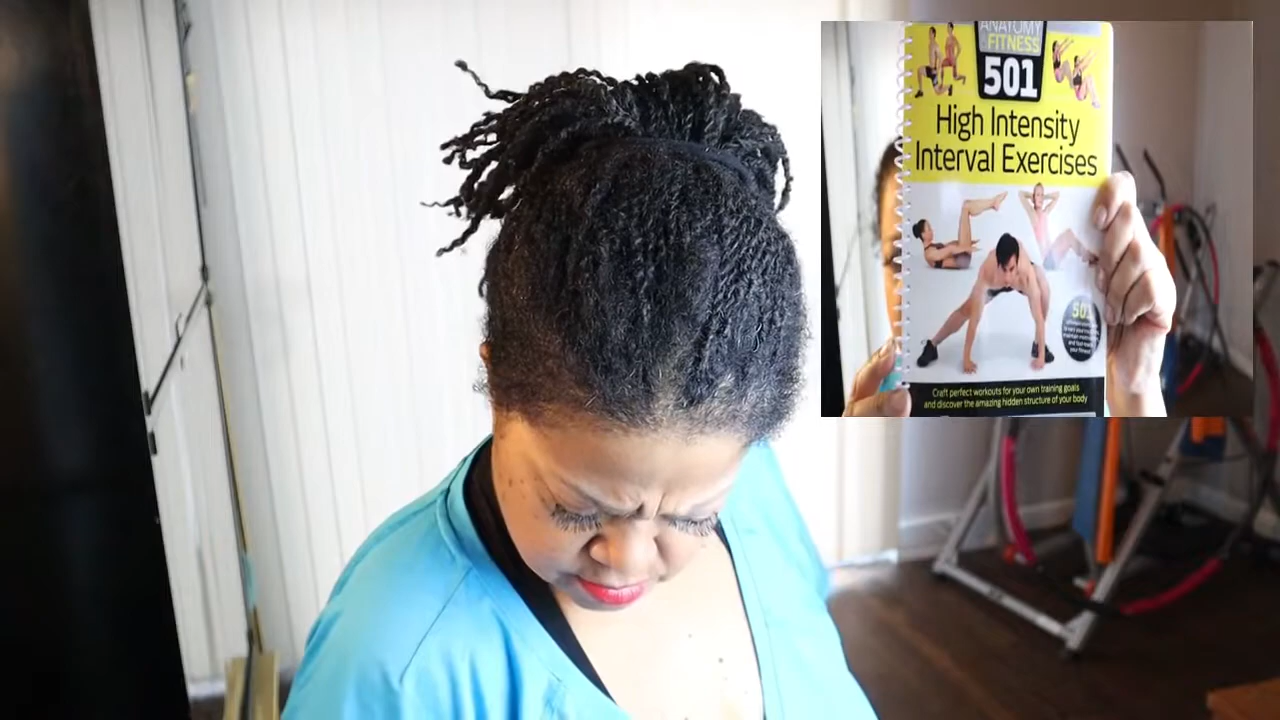 ANATOMY
of FITNESS
501
High Intensity
Interval Exercises
501
Craft perfect workouts for your own training goals
and discover the amazing hidden structure of your body